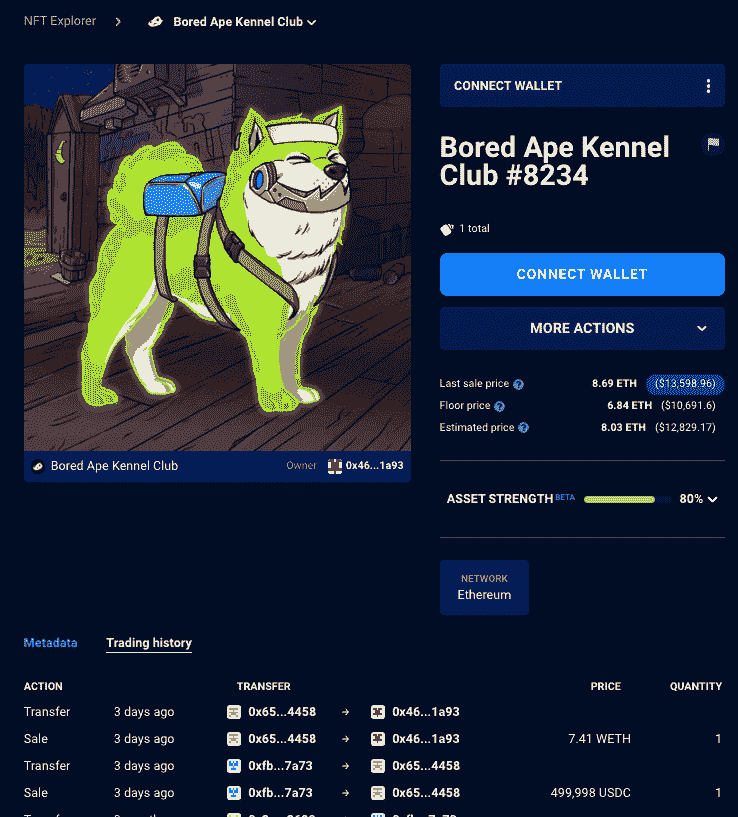 NFT Explorer > Bored Ape Kennel Club
CONNECT WALLET
Bored Ape Kennel
Club #8234
1 total
CONNECT WALLET
MORE ACTIONS
Last sale price 8.69 ETH ($13,598.96)
Floor price 6.84 ETH ($10,691.6)
Estimated price 8.03 ETH ($12,829.17)
Bored Ape Kennel Club Owner 0x46...1a93
ASSET STRENGTH BETA 80%
NETWORK
Ethereum
Metadata Trading history
ACTION TRANSFER PRICE QUANTITY
Transfer 3 days ago 0x65...4458 → 0x46...1a93
Sale 3 days ago 0x65...4458 → 0x46...1a93 7.41 WETH 1
Transfer 3 days ago 0xfb...7a73 → 0x65...4458
Sale 3 days ago 0xfb...7a73 → 0x65...4458 499,998 USDC 1